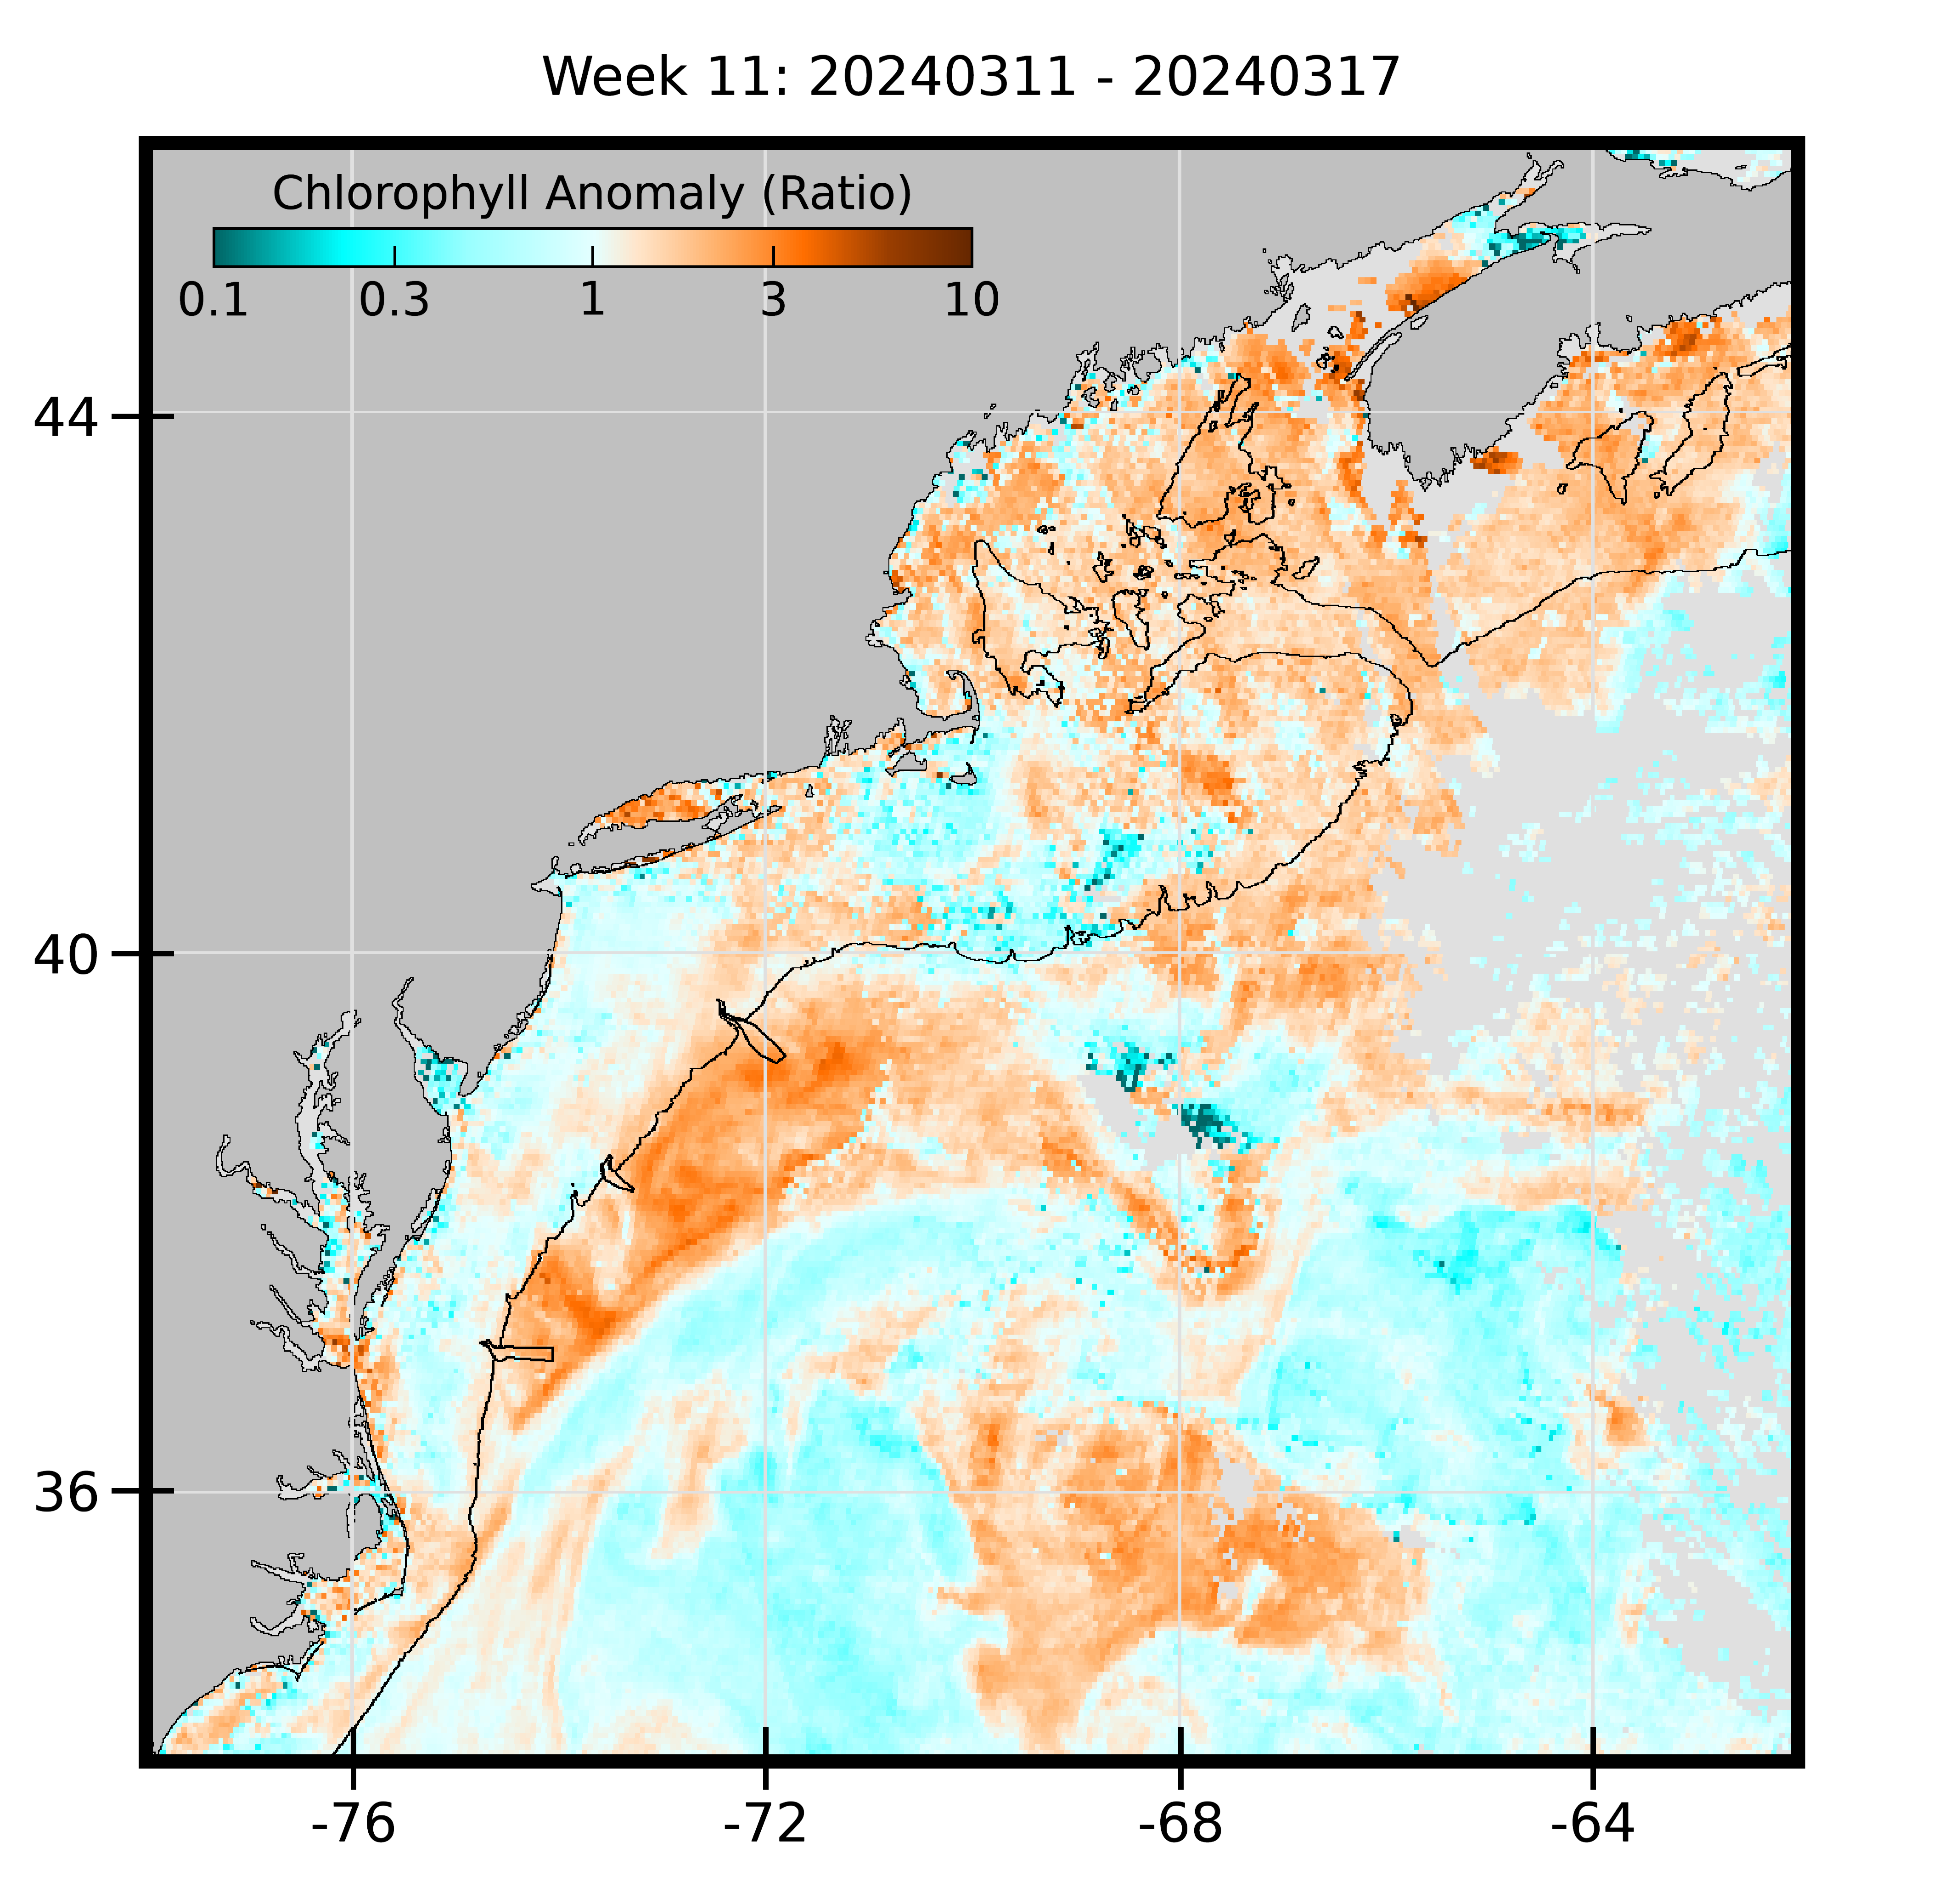 Week 11: 20240311 - 20240317
Chlorophyll Anomaly (Ratio)
0.1 0.3 1 3 10
44
40
36
-76 -72 -68 -64